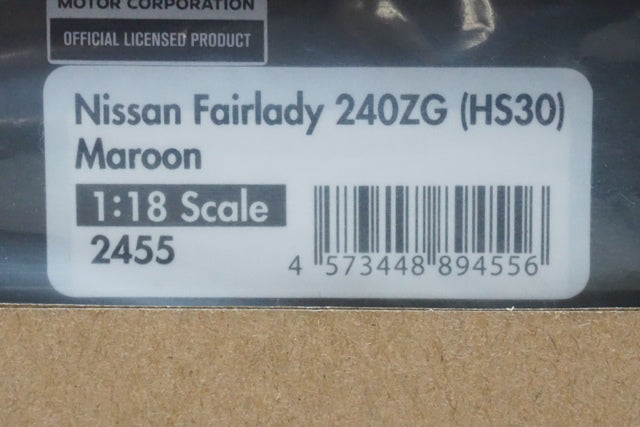 MOTOR CORPORATION
OFFICIAL LICENSED PRODUCT
Nissan Fairlady 240ZG (HS30)
Maroon
1:18 Scale
2455
4 573448 894556